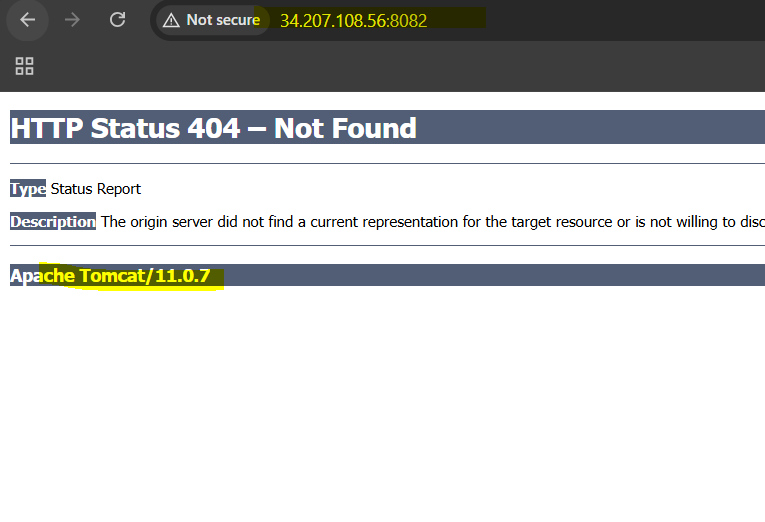 Not secure 34.207.108.56:8082
HTTP Status 404 – Not Found
Type Status Report
Description The origin server did not find a current representation for the target resource or is not willing to
Apache Tomcat/11.0.7